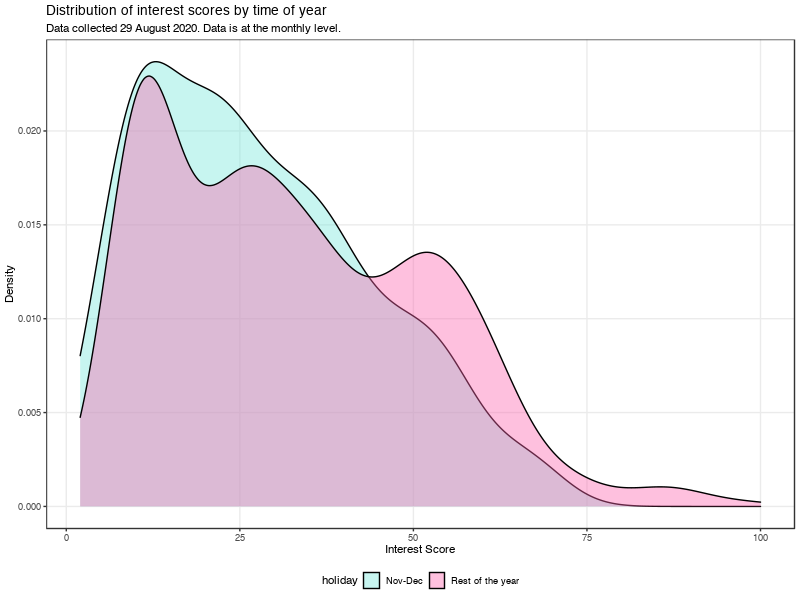 Distribution of interest scores by time of year
Data collected 29 August 2020. Data is at the monthly level.
Density
0.020
0.015
0.010
0.005
0.000
0
25
50
75
100
Interest Score
holiday
Nov-Dec
Rest of the year